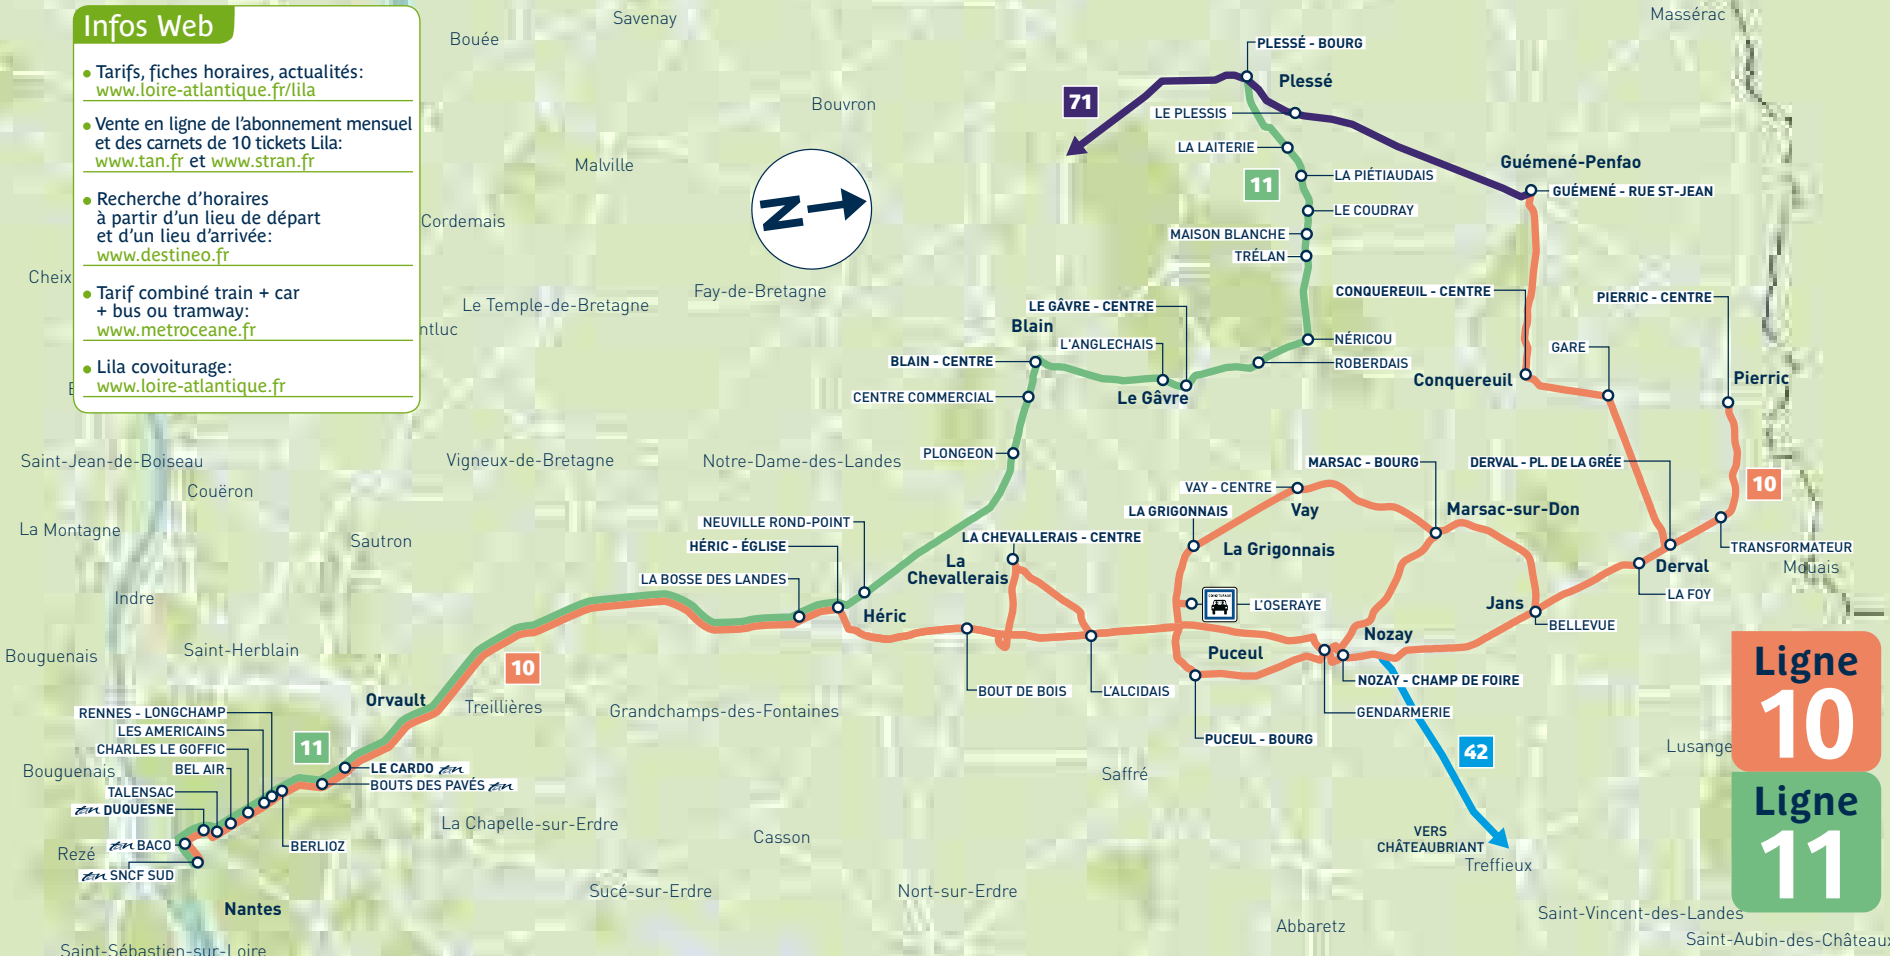 Infos Web
• Tarifs, fiches horaires, actualités:
www.loire-atlantique.fr/lila
• Vente en ligne de l'abonnement mensuel
et des carnets de 10 tickets Lila:
www.tan.fr et www.stran.fr
• Recherche d'horaires
à partir d'un lieu de départ
et d'un lieu d'arrivée:
www.destineo.fr
• Tarif combiné train + car
+ bus ou tramway:
www.metroceane.fr
• Lila covoiturage:
www.loire-atlantique.fr
Savenay
Bouée
Massérac
Bouvron
Malville
Cordemais
Cheix
Le Temple-de-Bretagne
Fay-de-Bretagne
ntluc
N
PLESSÉ - BOURG
Plessé
71
LE PLESSIS
LA LAITERIE
11
LA PIÉTIAUDAIS
LE COUDRAY
MAISON BLANCHE
TRÉLAN
Guémené-Penfao
GUÉMENÉ - RUE ST-JEAN
CONQUEREUIL - CENTRE
PIERRIC - CENTRE
LE GÂVRE - CENTRE
Blain
L'ANGLECHAIS
BLAIN - CENTRE
NÉRICOU
ROBERDAIS
GARE
Conquereuil
Pierric
CENTRE COMMERCIAL
Le Gâvre
PLONGEON
Saint-Jean-de-Boiseau
Couëron
Vigneux-de-Bretagne
Notre-Dame-des-Landes
La Montagne
Sautron
MARSAC - BOURG
DERVAL - PL. DE LA GRÉE
VAY - CENTRE
Vay
10
Marsac-sur-Don
LA GRIGONNAIS
La Grigonnais
NEUVILLE ROND-POINT
HÉRIC - ÉGLISE
LA CHEVALLERAIS - CENTRE
La
Chevallerais
LA BOSSE DES LANDES
Héric
TRANSFORMATEUR
Derval
Mouais
LA FOY
COVOITURAGE
L'OSERAYE
Jans
BELLEVUE
Indre
Saint-Herblain
Bouguenais
10
Nozay
Puceul
NOZAY - CHAMP DE FOIRE
BOUT DE BOIS
L'ALCIDAIS
GENDARMERIE
PUCEUL - BOURG
Orvault
Treillières
Grandchamps-des-Fontaines
RENNES - LONGCHAMP
LES AMERICAINS
CHARLES LE GOFFIC
BEL AIR
Bouguenais
TALENSAC
tan DUQUESNE
11
LE CARDO tan
BOUTS DES PAVÉS tan
tan BACO
Rezé
tan SNCF SUD
BERLIOZ
Nantes
La Chapelle-sur-Erdre
Casson
Saffré
42
Lusange
VERS
CHÂTEAUBRIANT
Treffieux
Sucé-sur-Erdre
Nort-sur-Erdre
Abbaretz
Saint-Sébastien-sur-Loire
Ligne
10
Ligne
11
Saint-Vincent-des-Landes
Saint-Aubin-des-Châteaux